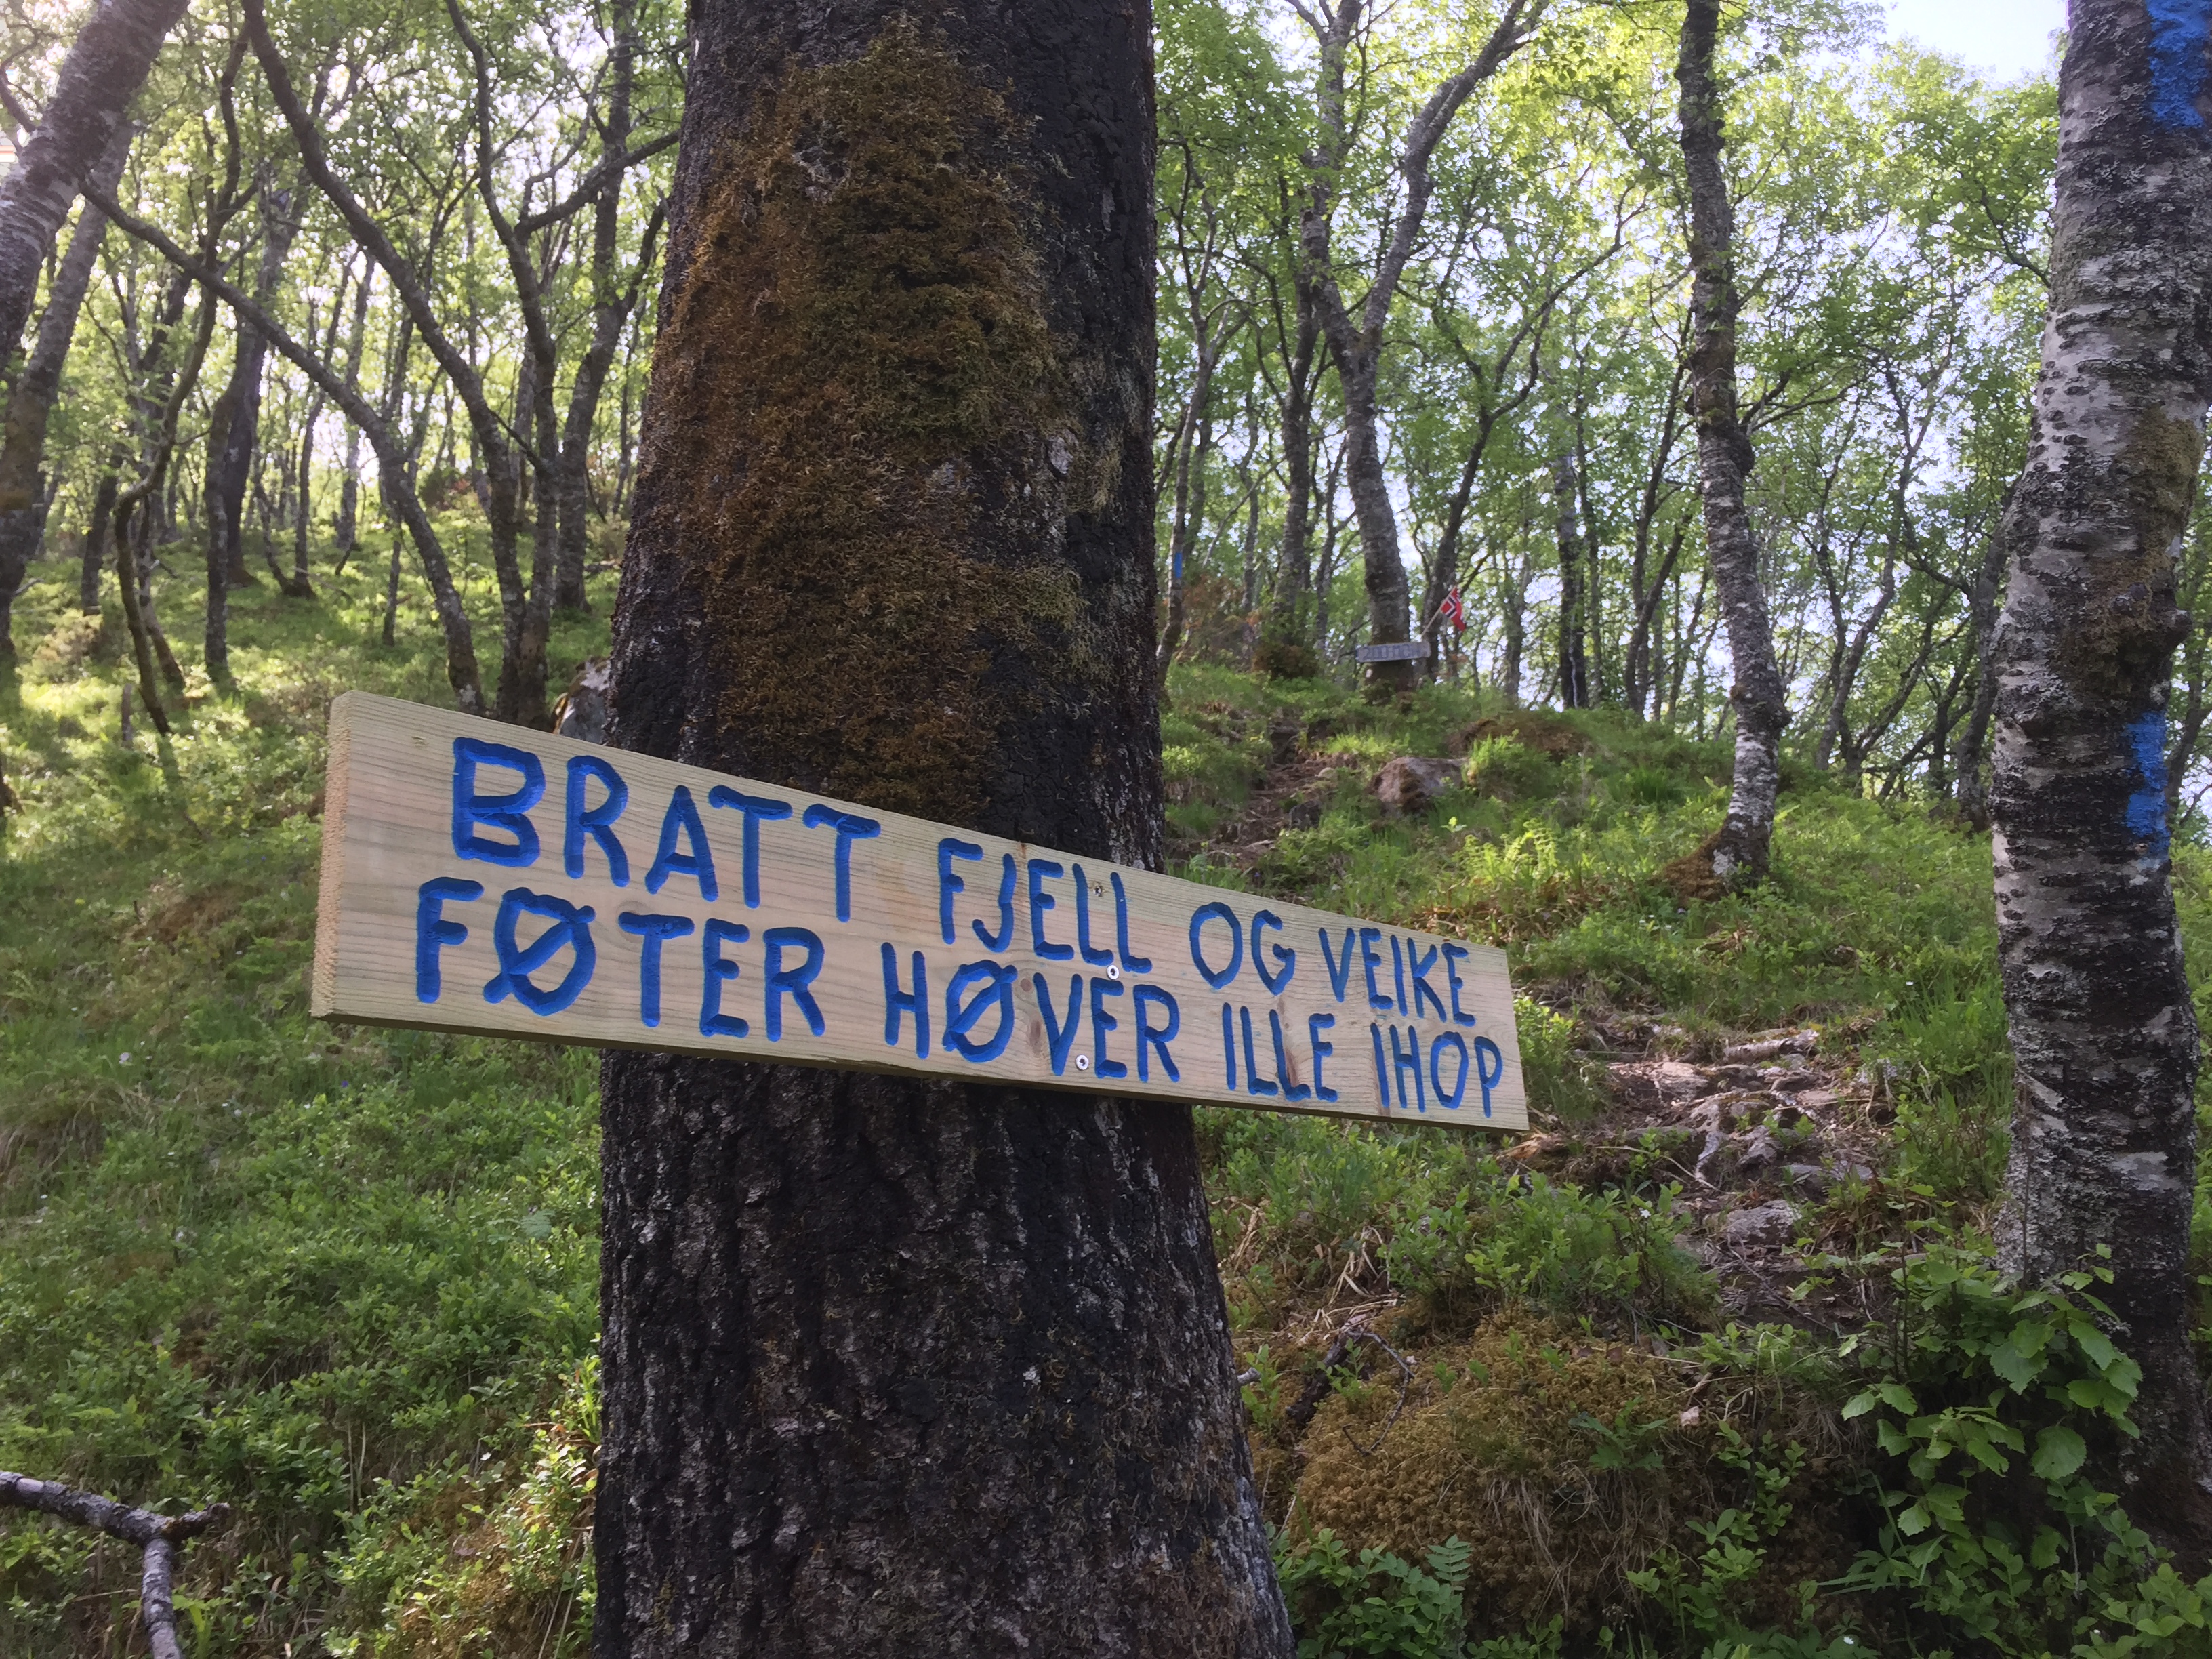 BRATT FJELL OG VEIKE
FØTER HØVER ILLE IHOP